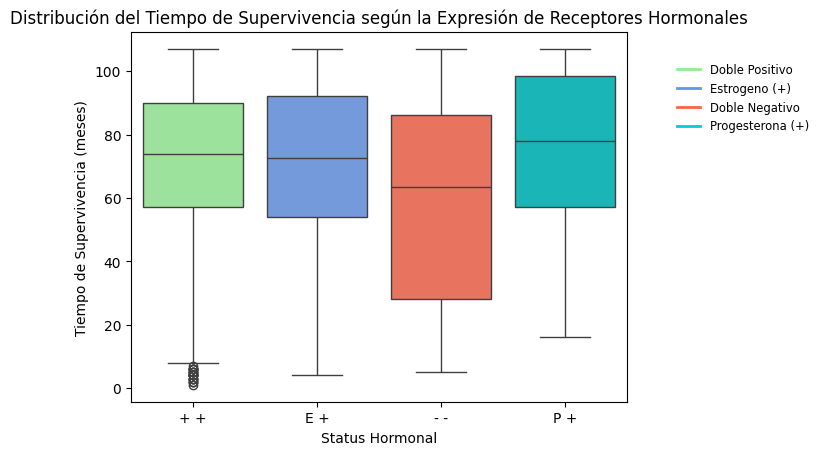 Distribución del Tiempo de Supervivencia según la Expresión de Receptores Hormonales
Tiempo de Supervivencia (meses)
100
80
60
40
20
0
+ +
E +
- -
P +
Status Hormonal
Doble Positivo
Estrogeno (+)
Doble Negativo
Progesterona (+)